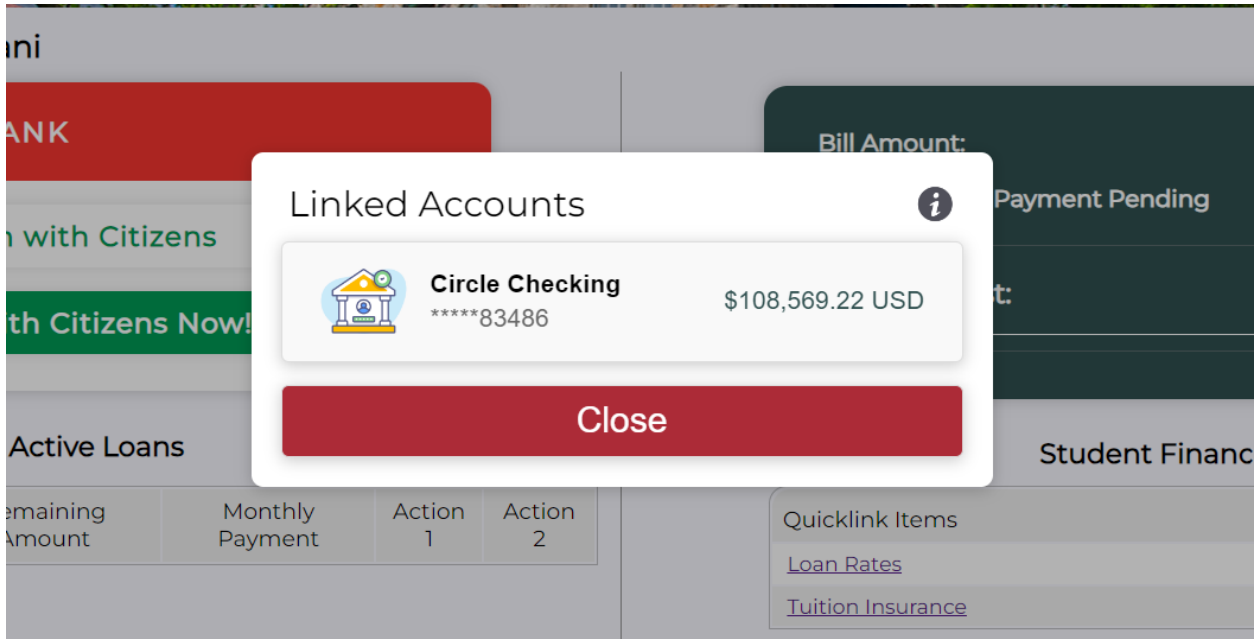 ani
ANK
n with Citizens
th Citizens Now!
Bill Amount:
Payment Pending
t:
Linked Accounts
Circle Checking
*****83486
$108,569.22 USD
Close
Active Loans
emaining Amount
Monthly Payment
Action 1
Action 2
Student Financ
Quicklink Items
Loan Rates
Tuition Insurance